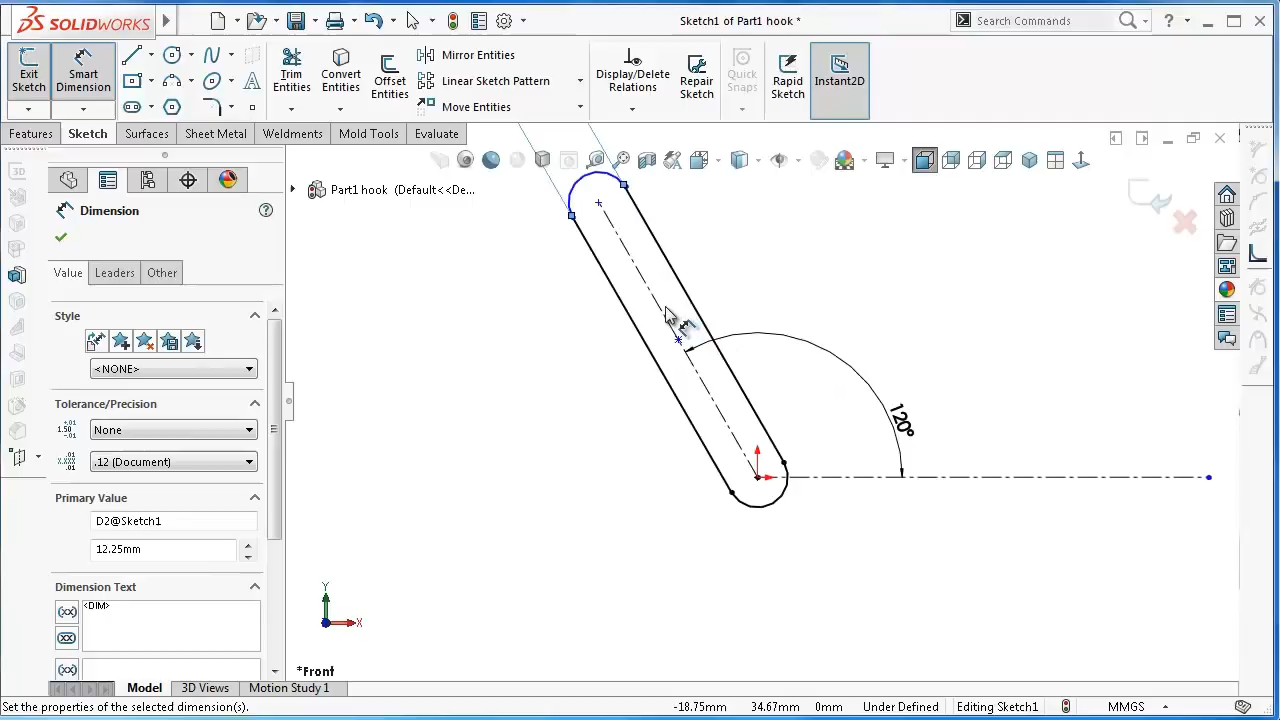 SOLIDWORKS
Sketch1 of Part1 hook *
Search Commands
?
Exit Sketch
Smart Dimension
Trim Entities
Convert Entities
Offset Entities
Mirror Entities
Linear Sketch Pattern
Move Entities
Display/Delete Relations
Repair Sketch
Quick Snaps
Rapid Sketch
Instant2D
Features
Sketch
Surfaces
Sheet Metal
Weldments
Mold Tools
Evaluate
Part1 hook (Default<<De...
Dimension
?
Value
Leaders
Other
Style
<NONE>
Tolerance/Precision
None
.12 (Document)
Primary Value
D2@Sketch1
12.25mm
Dimension Text
<DIM>
120°
Y
X
*Front
Model
3D Views
Motion Study 1
Set the properties of the selected dimension(s).
-18.75mm
34.67mm
0mm
Under Defined
Editing Sketch1
MMGS